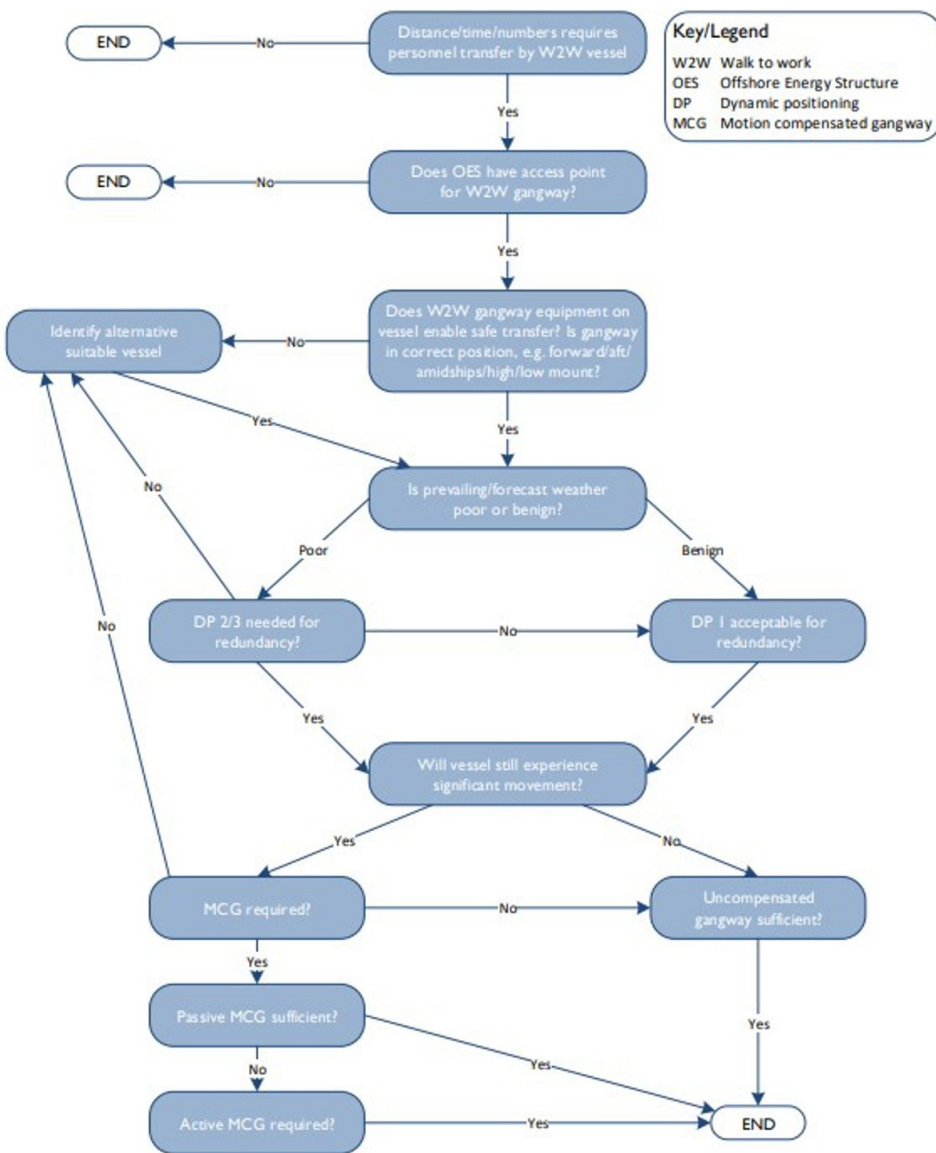 END
No
Distance/time/numbers requires
personnel transfer by W2W vessel
Key/Legend
W2W Walk to work
OES Offshore Energy Structure
DP Dynamic positioning
MCG Motion compensated gangway
Yes
END
No
Does OES have access point
for W2W gangway?
Yes
Identify alternative
suitable vessel
No
Does W2W gangway equipment on
vessel enable safe transfer? Is gangway
in correct position, e.g. forward/aft/
amidships/high/low mount?
Yes
Yes
No
Is prevailing/forecast weather
poor or benign?
Poor
Benign
No
DP 2/3 needed for
redundancy?
No
DP 1 acceptable for
redundancy?
Yes
Yes
Will vessel still experience
significant movement?
Yes
No
MCG required?
No
Uncompensated
gangway sufficient?
Yes
Passive MCG sufficient?
Yes
Yes
No
Active MCG required?
Yes
END